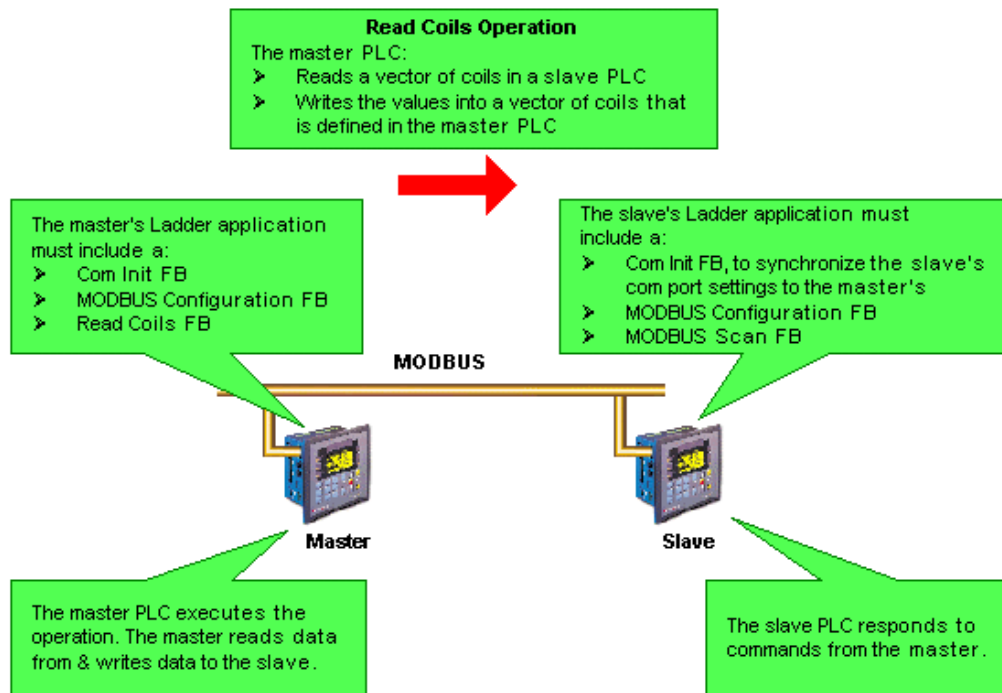 Read Coils Operation
The master PLC:
➤ Reads a vector of coils in a slave PLC
➤ Writes the values into a vector of coils that
is defined in the master PLC
The master's Ladder application
must include a:
➤ Com Init FB
➤ MODBUS Configuration FB
➤ Read Coils FB
The slave's Ladder application must
include a:
➤ Com Init FB, to synchronize the slave's
com port settings to the master's
➤ MODBUS Configuration FB
➤ MODBUS Scan FB
MODBUS
Master
Slave
The master PLC executes the
operation. The master reads data
from & writes data to the slave.
The slave PLC responds to
commands from the master.